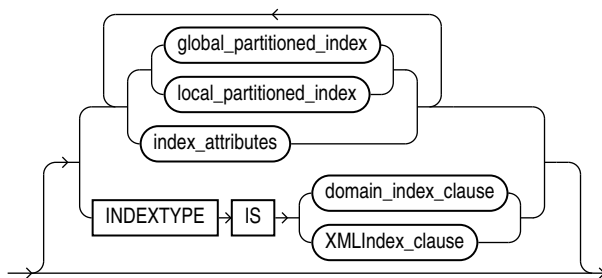 global_partitioned_index
local_partitioned_index
index_attributes
domain_index_clause
INDEXTYPE IS
XMLIndex_clause